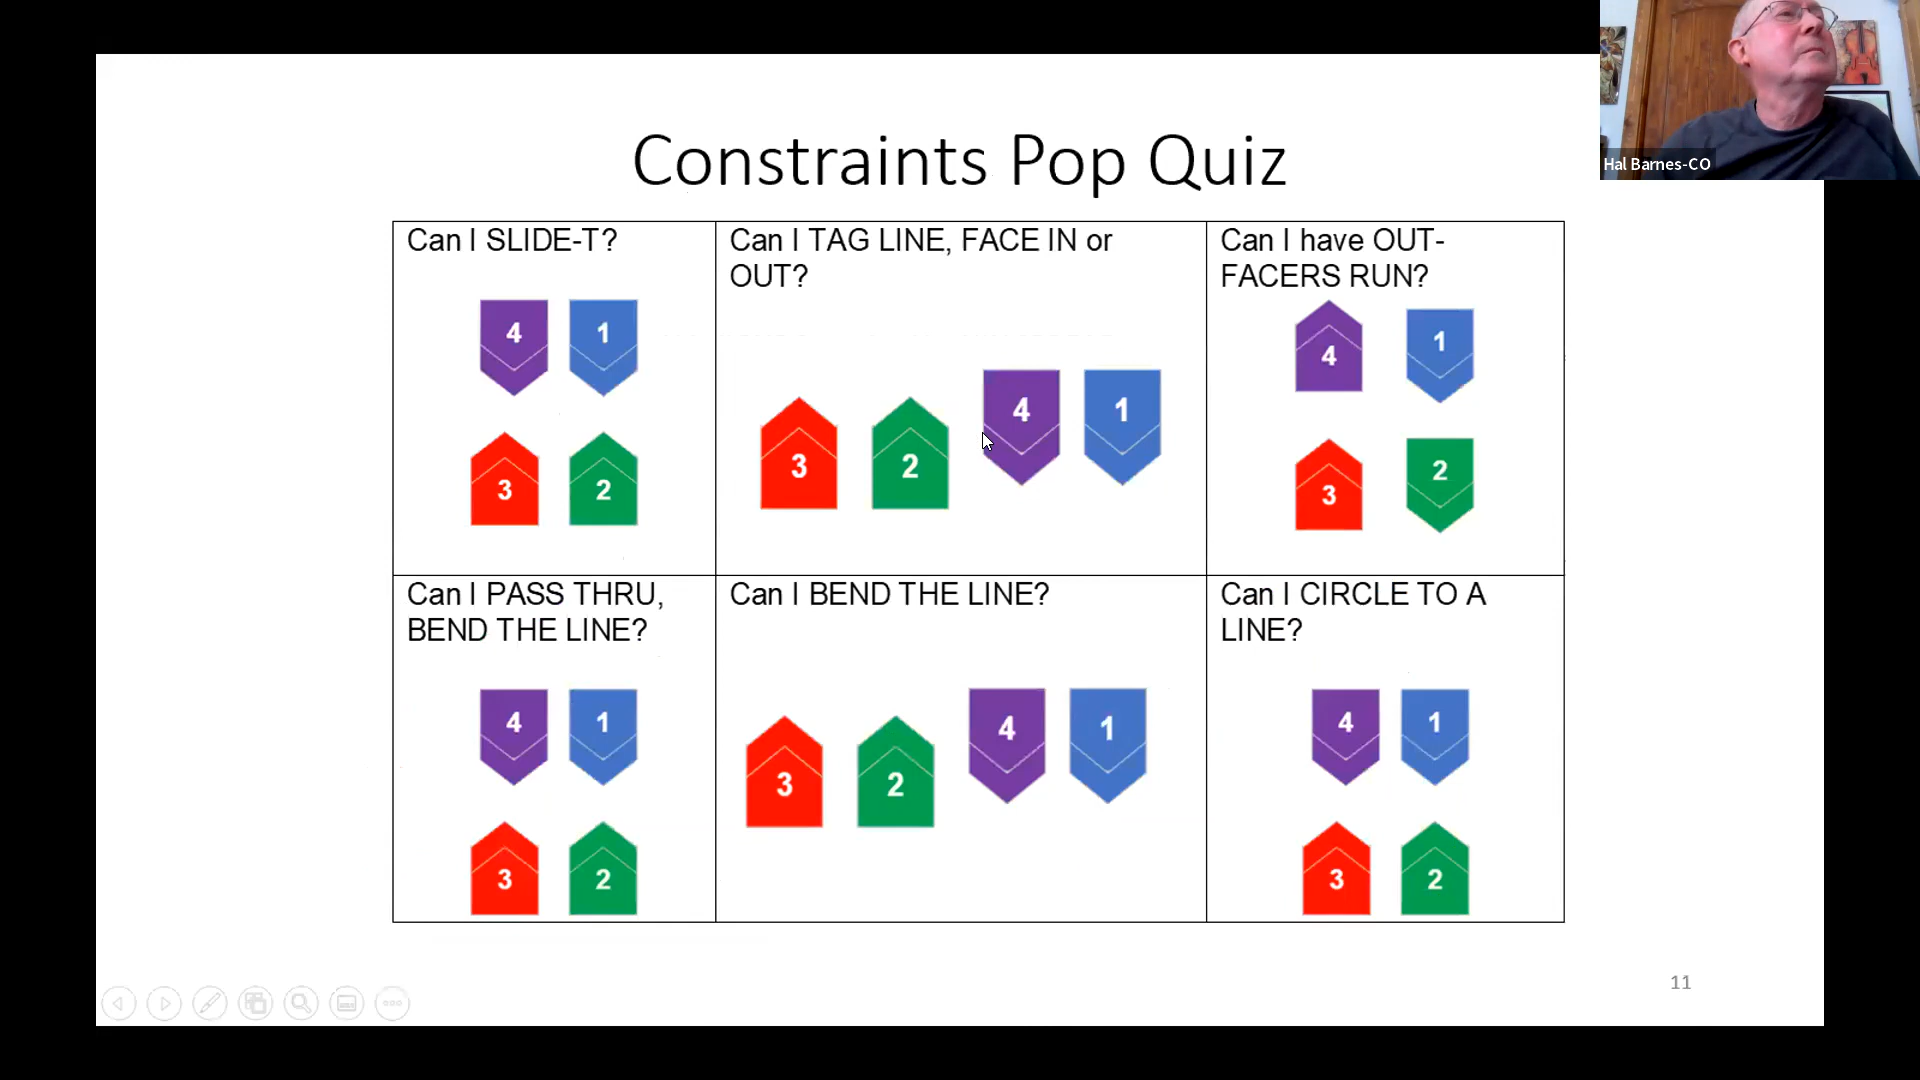 Hal Barnes-CO
Constraints Pop Quiz
Can I SLIDE-T?
4 1
3 2
Can I TAG LINE, FACE IN or
OUT?
3 2 4 1
Can I have OUT-
FACERS RUN?
4 1
3 2
Can I PASS THRU,
BEND THE LINE?
4 1
3 2
Can I BEND THE LINE?
3 2 4 1
Can I CIRCLE TO A
LINE?
4 1
3 2
11